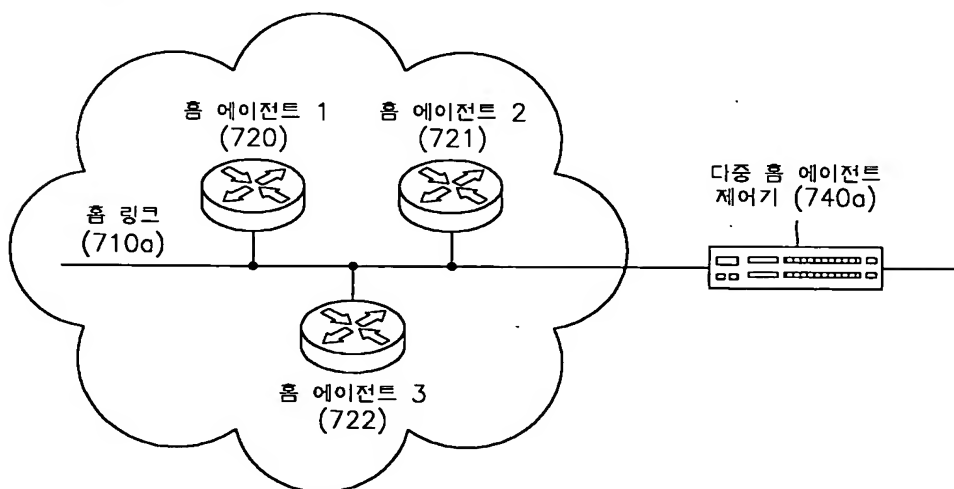 홈 에이전트 1
(720)
홈 에이전트 2
(721)
다중 홈 에이전트
제어기 (740a)
홈 링크
(710a)
홈 에이전트 3
(722)